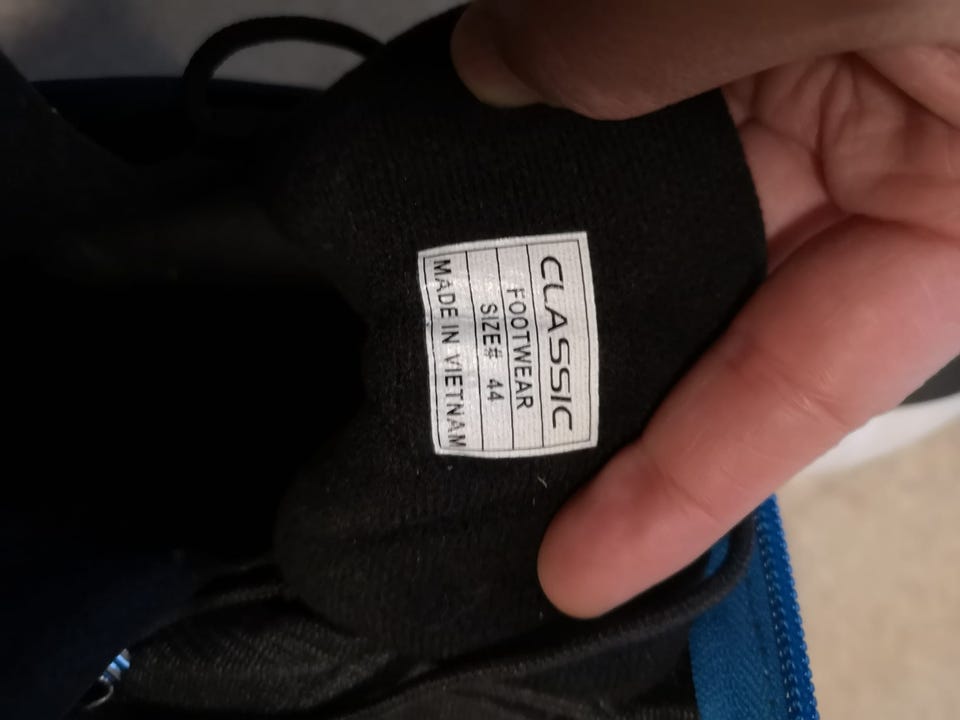 CLASSIC
FOOTWEAR
SIZE# 44
MADE IN VIETNAM